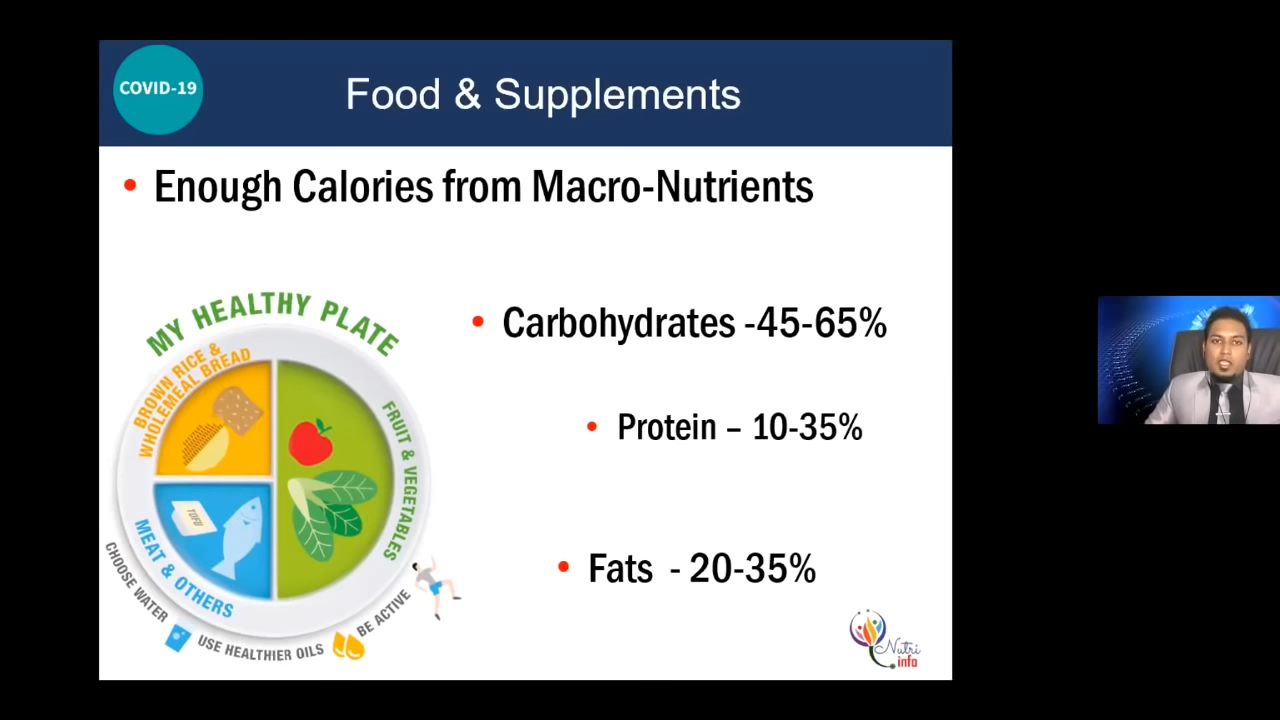 COVID-19
Food & Supplements
• Enough Calories from Macro-Nutrients
MY HEALTHY PLATE
BROWN RICE &
WHOLEMEAL BREAD
FRUIT & VEGETABLES
TOFU
MEAT & OTHERS
CHOOSE WATER
USE HEALTHIER OILS
BE ACTIVE
• Carbohydrates -45-65%
• Protein – 10-35%
• Fats - 20-35%
Nutri
info